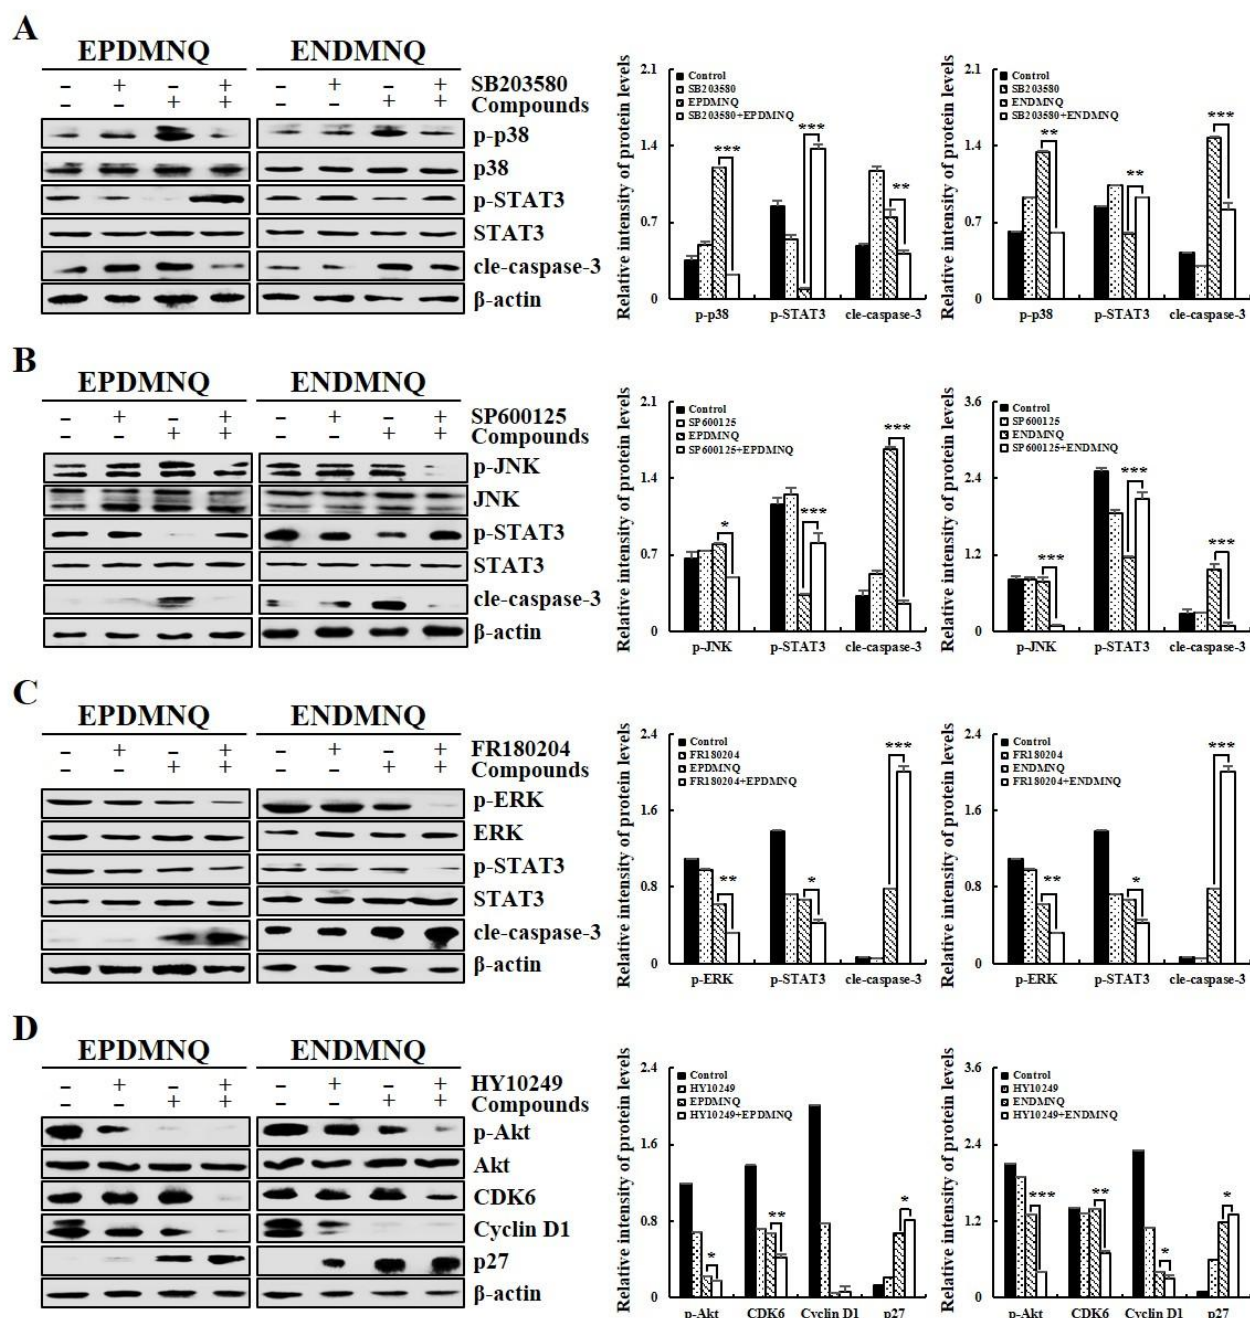 A
EPDMNQ ENDMNQ
– + – + – + – + SB203580
– – + + – – + + Compounds
p-p38
p38
p-STAT3
STAT3
cle-caspase-3
β-actin
Relative intensity of protein levels
2.1
1.4
0.7
0
Control
SB203580
EPDMNQ
SB203580+EPDMNQ
*** *** **
p-p38 p-STAT3 cle-caspase-3
Relative intensity of protein levels
2.1
1.4
0.7
0
Control
SB203580
ENDMNQ
SB203580+ENDMNQ
** ** ***
p-p38 p-STAT3 cle-caspase-3
B
EPDMNQ ENDMNQ
– + – + – + – + SP600125
– – + + – – + + Compounds
p-JNK
JNK
p-STAT3
STAT3
cle-caspase-3
β-actin
Relative intensity of protein levels
2.1
1.4
0.7
0
Control
SP600125
EPDMNQ
SP600125+EPDMNQ
* *** ***
p-JNK p-STAT3 cle-caspase-3
Relative intensity of protein levels
3.6
2.4
1.2
0
Control
SP600125
ENDMNQ
SP600125+ENDMNQ
*** *** ***
p-JNK p-STAT3 cle-caspase-3
C
EPDMNQ ENDMNQ
– + – + – + – + FR180204
– – + + – – + + Compounds
p-ERK
ERK
p-STAT3
STAT3
cle-caspase-3
β-actin
Relative intensity of protein levels
2.4
1.6
0.8
0
Control
FR180204
EPDMNQ
FR180204+EPDMNQ
** * ***
p-ERK p-STAT3 cle-caspase-3
Relative intensity of protein levels
2.4
1.6
0.8
0
Control
FR180204
ENDMNQ
FR180204+ENDMNQ
** * ***
p-ERK p-STAT3 cle-caspase-3
D
EPDMNQ ENDMNQ
– + – + – + – + HY10249
– – + + – – + + Compounds
p-Akt
Akt
CDK6
Cyclin D1
p27
β-actin
Relative intensity of protein levels
2.4
1.6
0.8
0
Control
HY10249
EPDMNQ
HY10249+EPDMNQ
* ** *
p-Akt CDK6 Cyclin D1 p27
Relative intensity of protein levels
3.6
2.4
1.2
0
Control
HY10249
ENDMNQ
HY10249+ENDMNQ
*** ** * *
p-Akt CDK6 Cyclin D1 p27